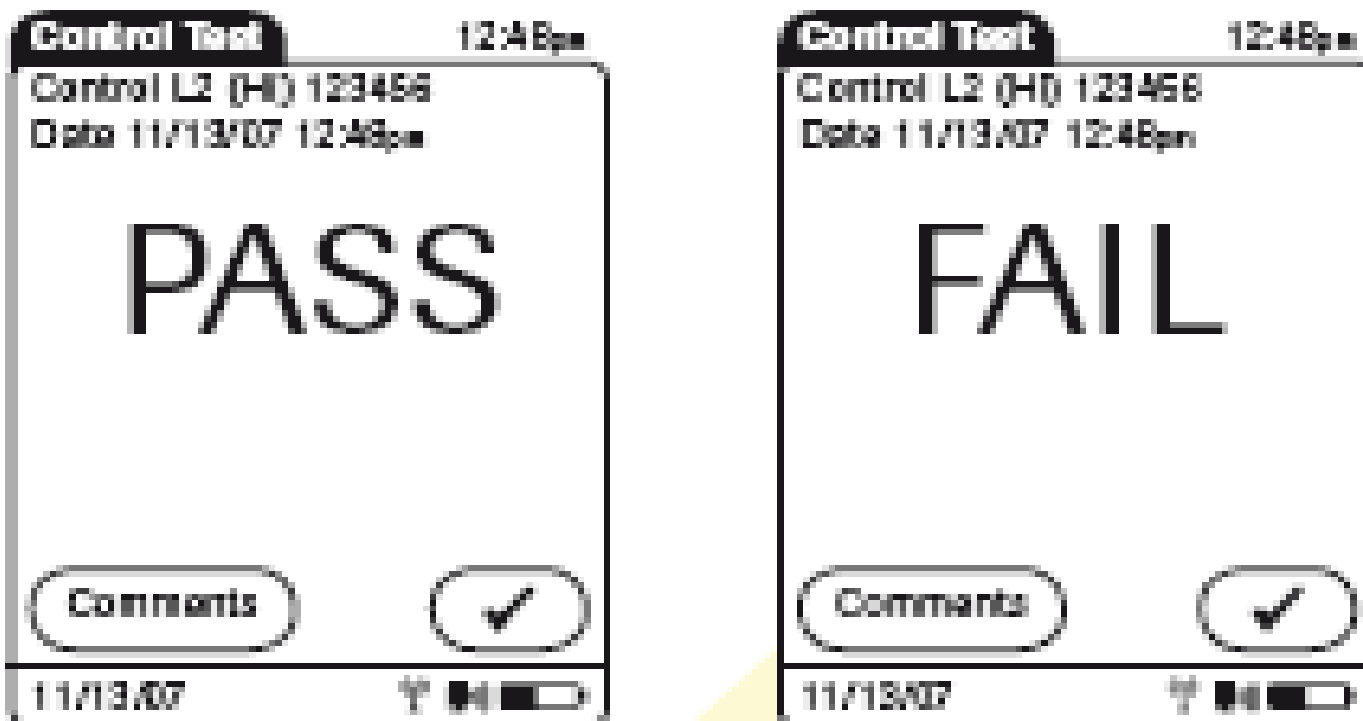 Control Test 12:48pm
Control L2 (HI) 123456
Date 11/13/07 12:48pm
PASS
Comments
11/13/07
Control Test 12:48pm
Control L2 (HI) 123456
Date 11/13/07 12:48pm
FAIL
Comments
11/13/07